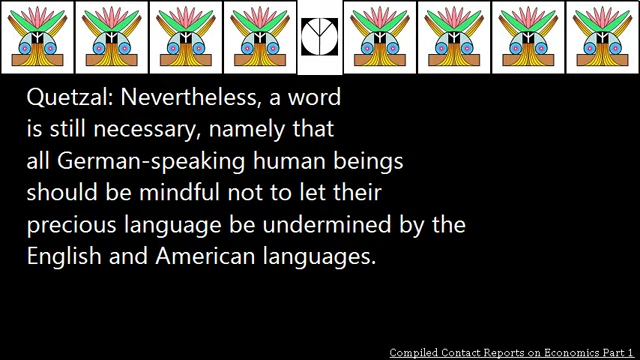 Quetzal: Nevertheless, a word
is still necessary, namely that
all German-speaking human beings
should be mindful not to let their
precious language be undermined by the
English and American languages.
Compiled Contact Reports on Economics Part 1